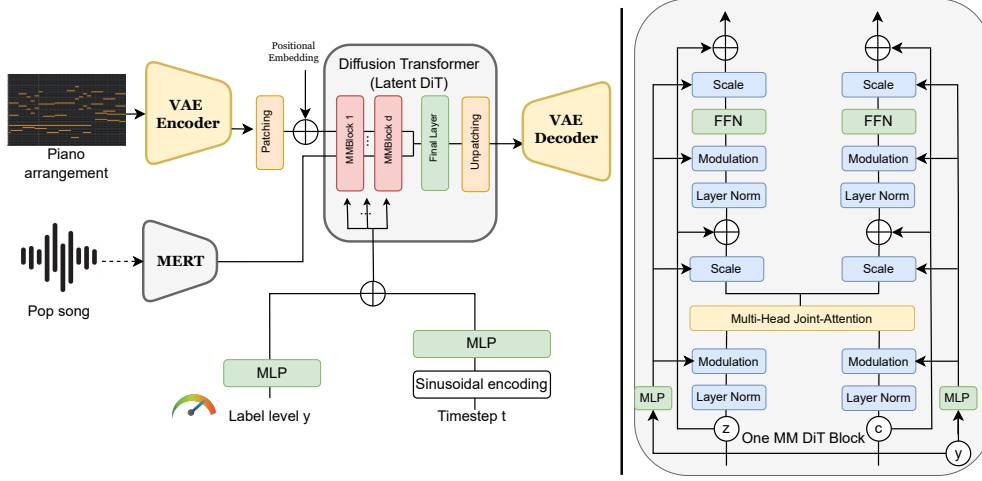 Positional
Embedding
Diffusion Transformer
(Latent DiT)
VAE
Encoder
Patching
MMBlock 1
...
MMBlock d
Final Layer
Unpatching
VAE
Decoder
Piano
arrangement
...
MERT
Pop song
MLP
Label level y
MLP
Sinusoidal encoding
Timestep t
Scale
Scale
FFN
FFN
Modulation
Modulation
Layer Norm
Layer Norm
Scale
Scale
Multi-Head Joint-Attention
Modulation
Modulation
MLP
Layer Norm
Layer Norm
MLP
z
c
One MM DiT Block
y